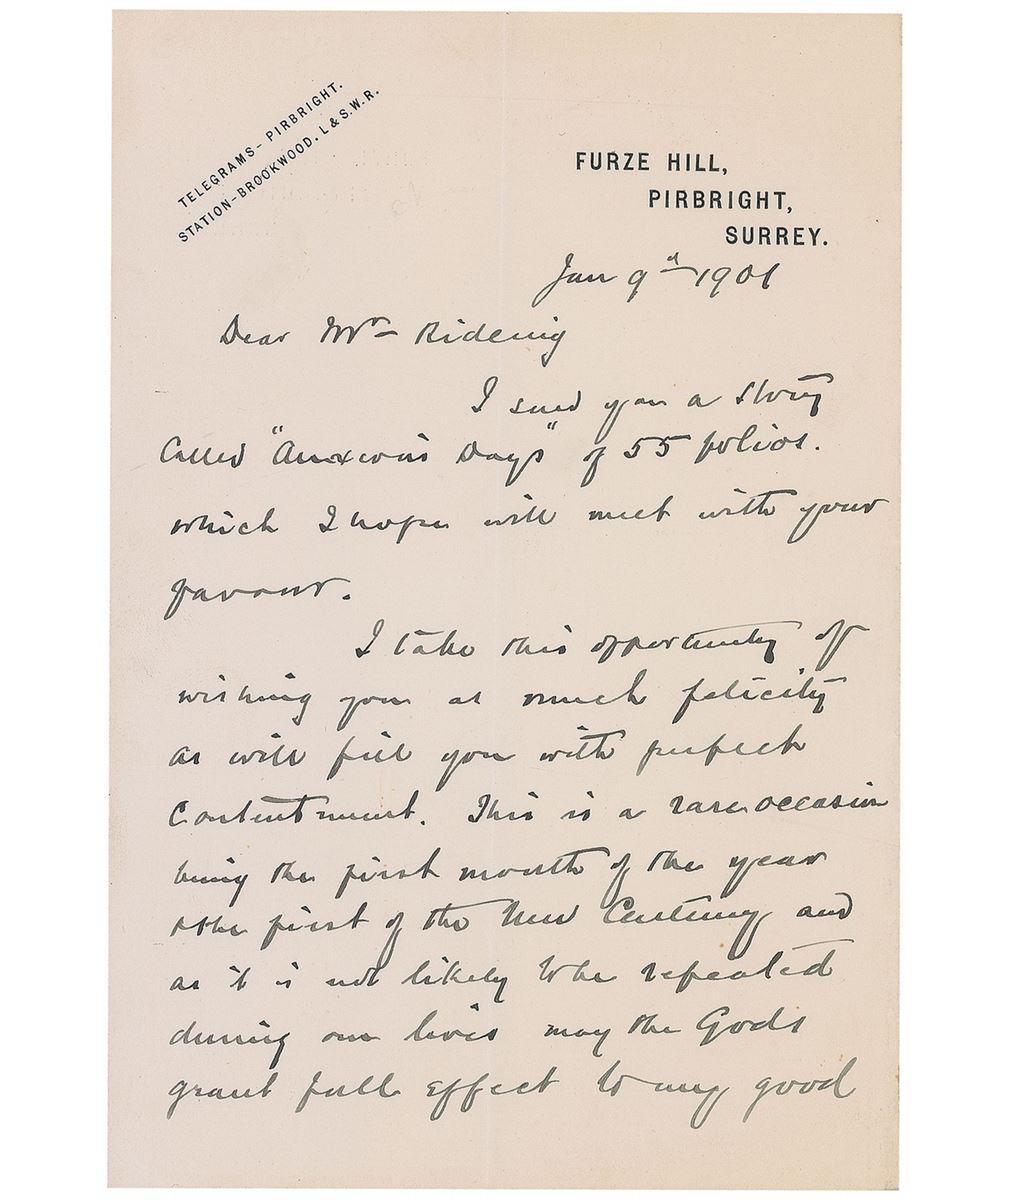 TELEGRAMS- PIRBRIGHT.
STATION-BROOKWOOD. L & S.W.R.
FURZE HILL,
PIRBRIGHT,
SURREY.
Jan 9th 1901
Dear Mr Rideing
I send you a story
Called "Anxious Days" of 55 folios.
which I hope will meet with your
favour.
I take this opportunity of
wishing you as much felicity
as will fill you with perfect
Contentment. This is a rare occasion
being the first month of the year
& the first of the New Century and
as it is not likely to be repeated
during our lives may the Gods
grant full effect to my good